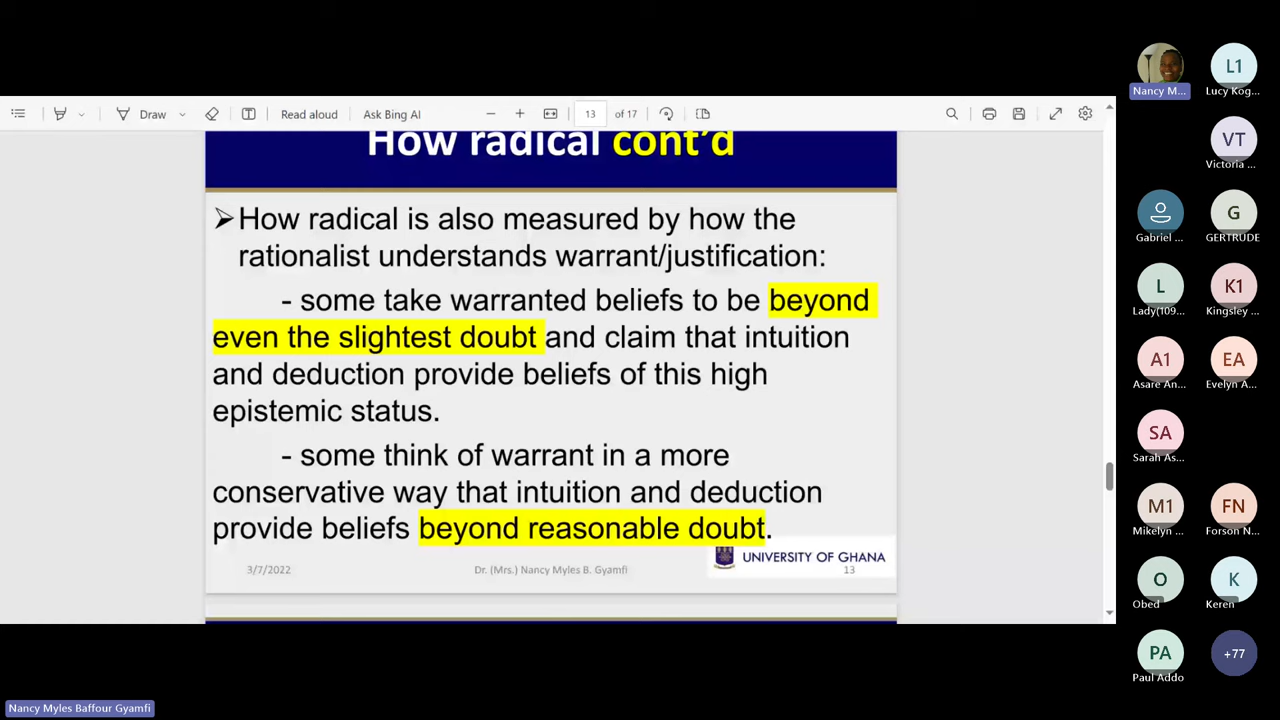 Draw
Read aloud
Ask Bing AI
13
of 17
How radical cont'd
➢How radical is also measured by how the
rationalist understands warrant/justification:
- some take warranted beliefs to be beyond
even the slightest doubt and claim that intuition
and deduction provide beliefs of this high
epistemic status.
- some think of warrant in a more
conservative way that intuition and deduction
provide beliefs beyond reasonable doubt.
UNIVERSITY OF GHANA
3/7/2022
Dr. (Mrs.) Nancy Myles B. Gyamfi
13
Nancy M...
L1
Lucy Kog...
VT
Victoria ...
Gabriel ...
G
GERTRUDE
L
Lady(109...
K1
Kingsley ...
A1
Asare An...
EA
Evelyn A...
SA
Sarah As...
M1
Mikelyn ...
FN
Forson N...
O
Obed
K
Keren
PA
Paul Addo
+77
Nancy Myles Baffour Gyamfi